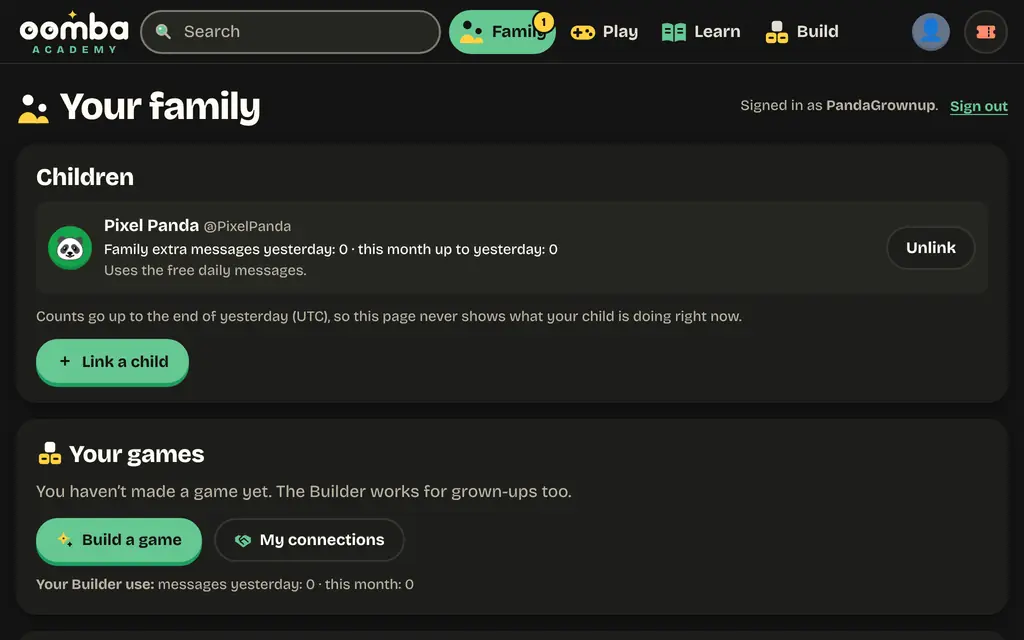 oomba
ACADEMY
Search
Family
1
Play
Learn
Build
Your family
Signed in as PandaGrownup. Sign out
Children
Pixel Panda @PixelPanda
Family extra messages yesterday: 0 · this month up to yesterday: 0
Uses the free daily messages.
Unlink
Counts go up to the end of yesterday (UTC), so this page never shows what your child is doing right now.
+ Link a child
Your games
You haven't made a game yet. The Builder works for grown-ups too.
Build a game
My connections
Your Builder use: messages yesterday: 0 · this month: 0